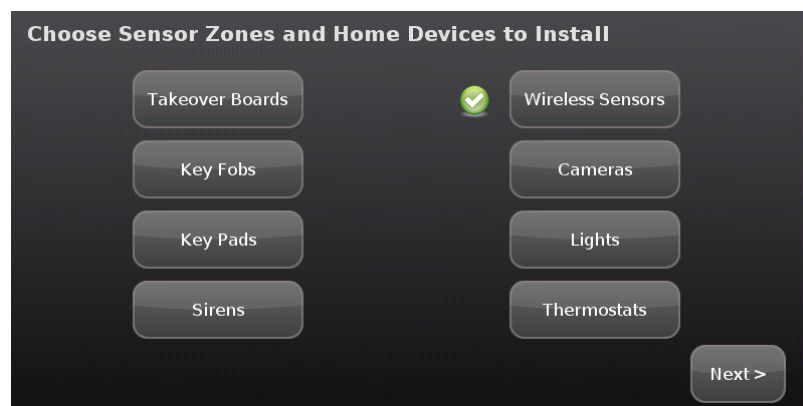 Choose Sensor Zones and Home Devices to Install
Takeover Boards
Wireless Sensors
Key Fobs
Cameras
Key Pads
Lights
Sirens
Thermostats
Next >